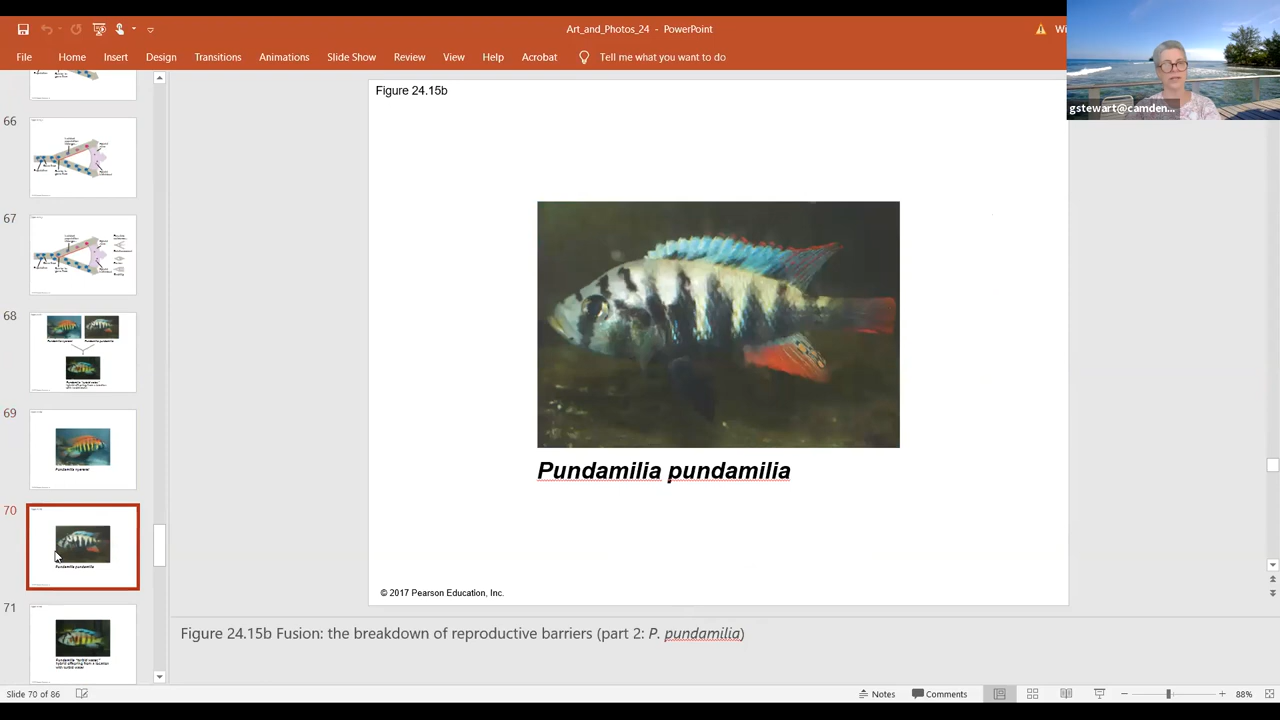 Art_and_Photos_24 - PowerPoint
Wi
File Home Insert Design Transitions Animations Slide Show Review View Help Acrobat Tell me what you want to do
gstewart@camden...
Figure 24.15b
66
67
68
69
70
71
Pundamilia pundamilia
© 2017 Pearson Education, Inc.
Figure 24.15b Fusion: the breakdown of reproductive barriers (part 2: P. pundamilia)
Slide 70 of 86
Notes Comments 88%